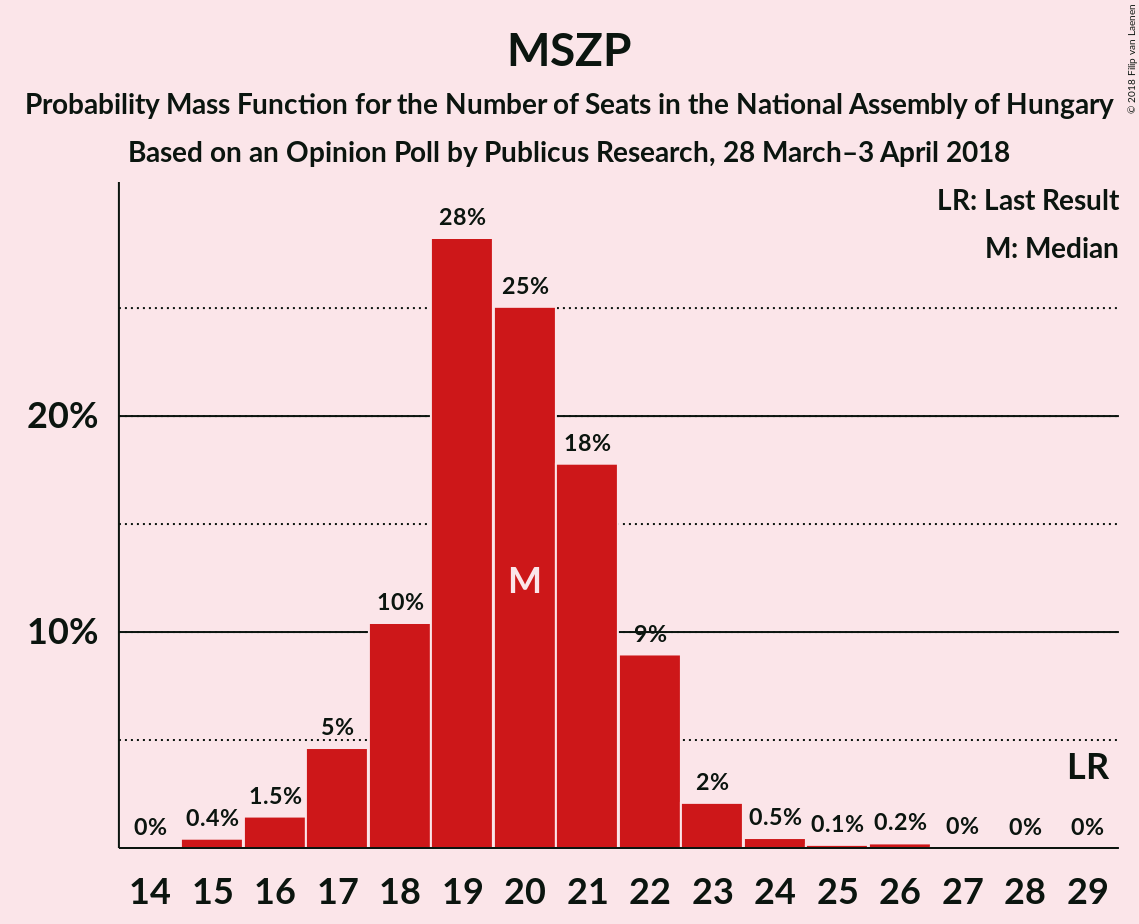 MSZP
Probability Mass Function for the Number of Seats in the National Assembly of Hungary
Based on an Opinion Poll by Publicus Research, 28 March–3 April 2018
© 2018 Filip van Laenen
LR: Last Result
M: Median
28%
25%
20%
18%
M
10%
10%
9%
5%
LR
2%
1.5%
0% 0.4% 0.5% 0.1% 0.2% 0% 0% 0%
14 15 16 17 18 19 20 21 22 23 24 25 26 27 28 29